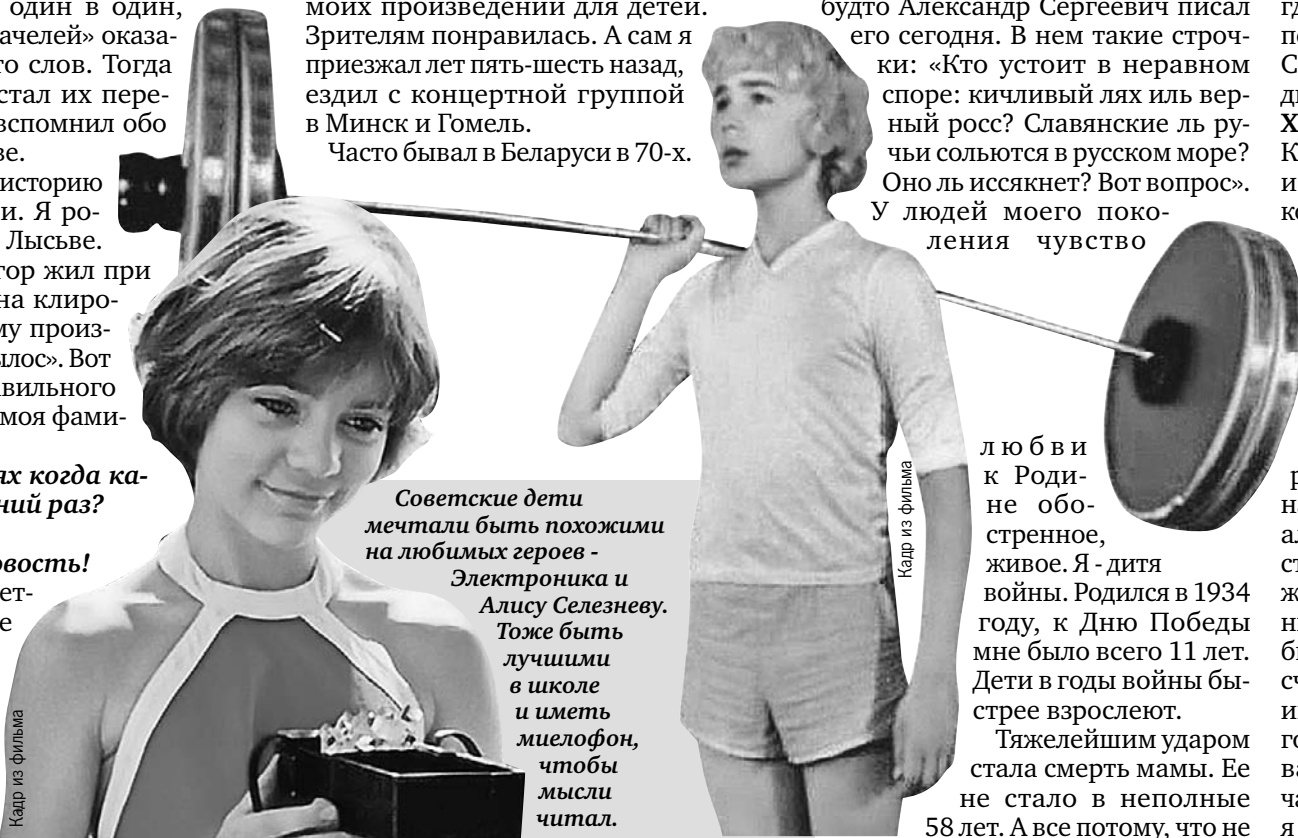 один в один,
ачелей» оказа-
то слов. Тогда
стал их пере-
вспомнил обо
ве.
историю
и. Я ро-
Лысьве.
гор жил при
на клиро-
му произ-
ылос». Вот
авильного
моя фами-
ях когда ка-
ний раз?
овость!
ет-
е
Кадр из фильма
моих произведений для детей.
Зрителям понравилась. А сам я
приезжал лет пять-шесть назад,
ездил с концертной группой
в Минск и Гомель.
Часто бывал в Беларуси в 70-х.
Советские дети
мечтали быть похожими
на любимых героев -
Электроника и
Алису Селезневу.
Тоже быть
лучшими
в школе
и иметь
миелофон,
чтобы
мысли
читал.
Кадр из фильма
будто Александр Сергеевич писал
его сегодня. В нем такие строч-
ки: «Кто устоит в неравном
споре: кичливый лях иль вер-
ный росс? Славянские ль ру-
чьи сольются в русском море?
Оно ль иссякнет? Вот вопрос».
У людей моего поко-
ления чувство
любви
к Роди-
не обо-
стренное,
живое. Я - дитя
войны. Родился в 1934
году, к Дню Победы
мне было всего 11 лет.
Дети в годы войны бы-
стрее взрослеют.
Тяжелейшим ударом
стала смерть мамы. Ее
не стало в неполные
58 лет. А все потому, что не